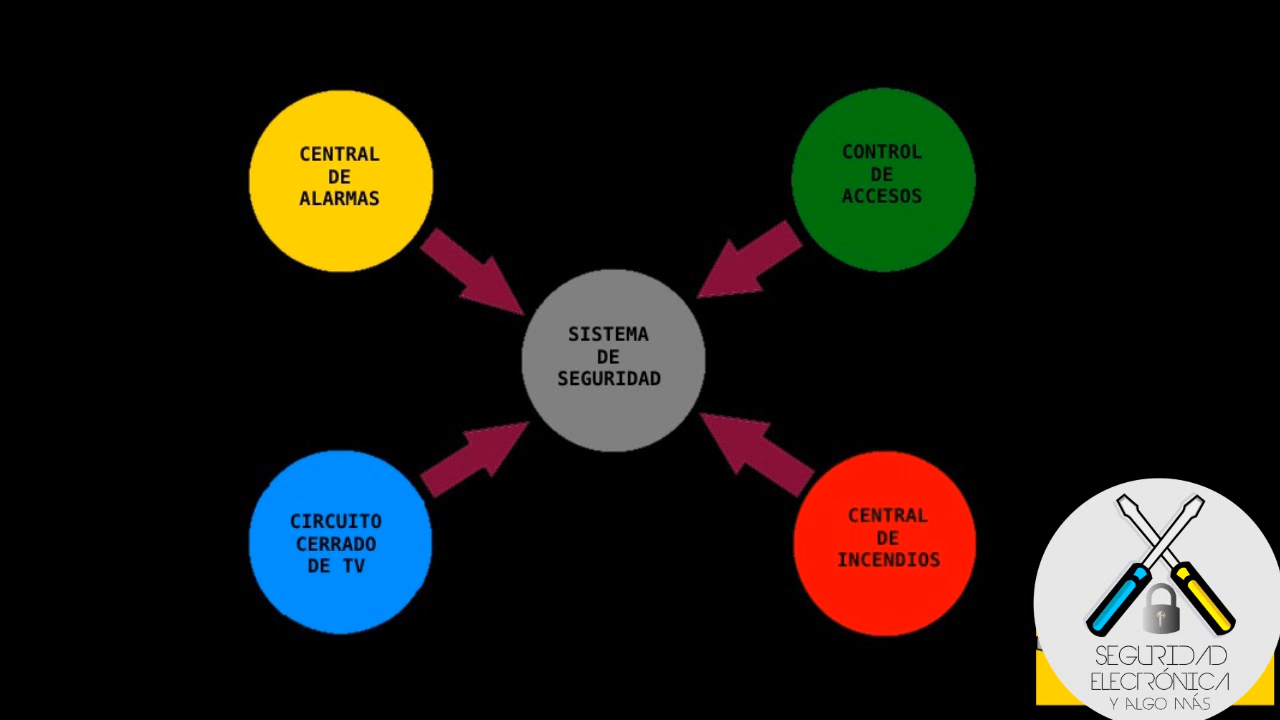 CENTRAL
DE
ALARMAS
CONTROL
DE
ACCESOS
SISTEMA
DE
SEGURIDAD
CIRCUITO
CERRADO
DE TV
CENTRAL
DE
INCENDIOS
SEGURIDAD
ELECRÓNICA
Y ALGO MÁS